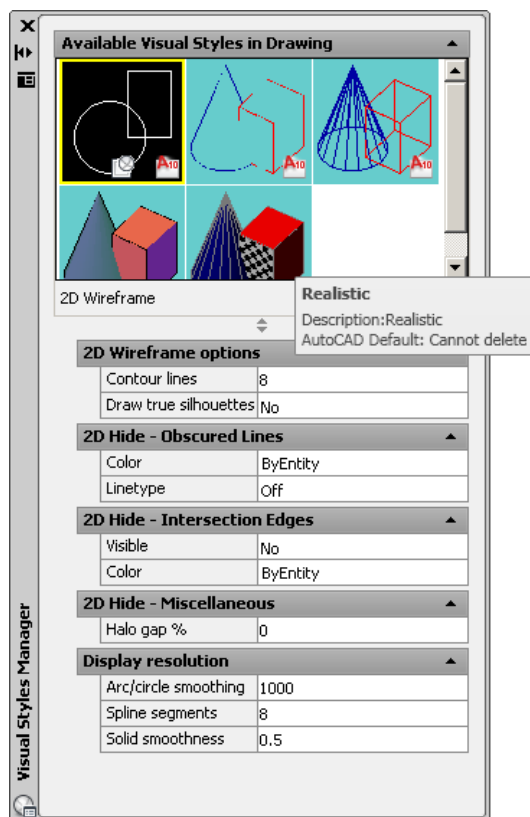 Available Visual Styles in Drawing
A10
A10
A10
2D Wireframe
Realistic
Description:Realistic
AutoCAD Default: Cannot delete
2D Wireframe options
Contour lines 8
Draw true silhouettes No
2D Hide - Obscured Lines
Color ByEntity
Linetype Off
2D Hide - Intersection Edges
Visible No
Color ByEntity
2D Hide - Miscellaneous
Halo gap % 0
Display resolution
Arc/circle smoothing 1000
Spline segments 8
Solid smoothness 0.5
Visual Styles Manager